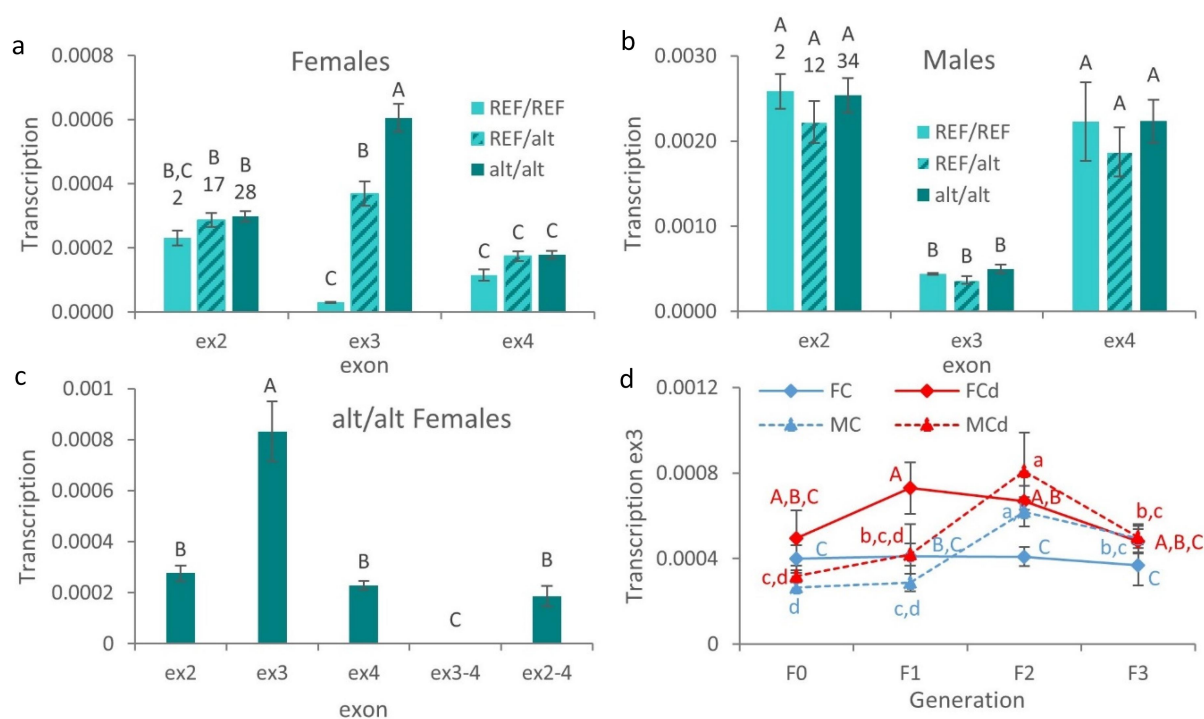 a
Females
0.0008
0.0006
0.0004
0.0002
0.0000
Transcription
REF/REF
REF/alt
alt/alt
B,C
2
B
17
B
28
C
B
A
C
C
C
ex2
ex3
ex4
exon
b
Males
0.0030
0.0020
0.0010
0.0000
Transcription
REF/REF
REF/alt
alt/alt
A
2
A
12
A
34
B
B
B
A
A
A
ex2
ex3
ex4
exon
c
alt/alt Females
0.001
0.0008
0.0006
0.0004
0.0002
0
Transcription
B
A
B
C
B
ex2
ex3
ex4
ex3-4
ex2-4
exon
d
FC
FCd
MC
MCd
0.0012
0.0008
0.0004
0
Transcription ex3
A,B,C
C
c,d
d
A
b,c,d
B,C
c,d
a
A,B
a
C
b,c
A,B,C
b,c
C
F0
F1
F2
F3
Generation